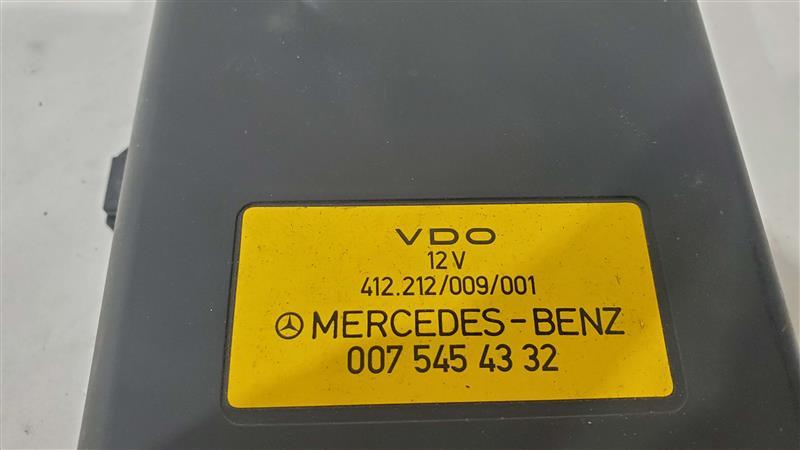 VDO
12 V
412.212/009/001
MERCEDES-BENZ
007 545 43 32